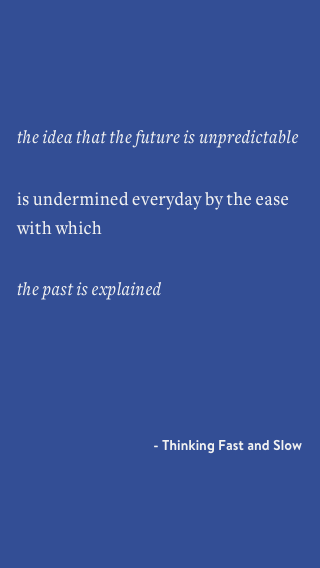 the idea that the future is unpredictable
is undermined everyday by the ease
with which
the past is explained
- Thinking Fast and Slow